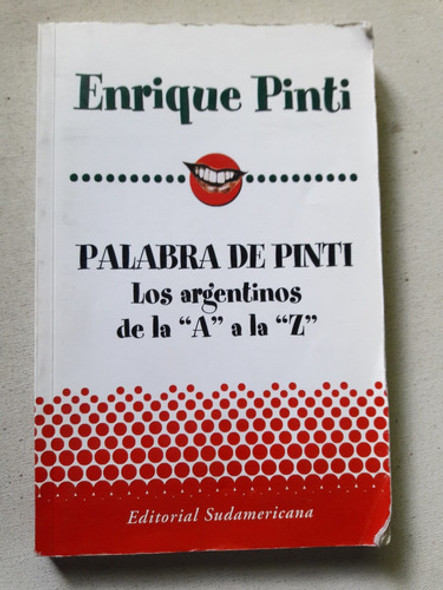 Enrique Pinti
PALABRA DE PINTI
Los argentinos
de la “A” a la “Z”
Editorial Sudamericana